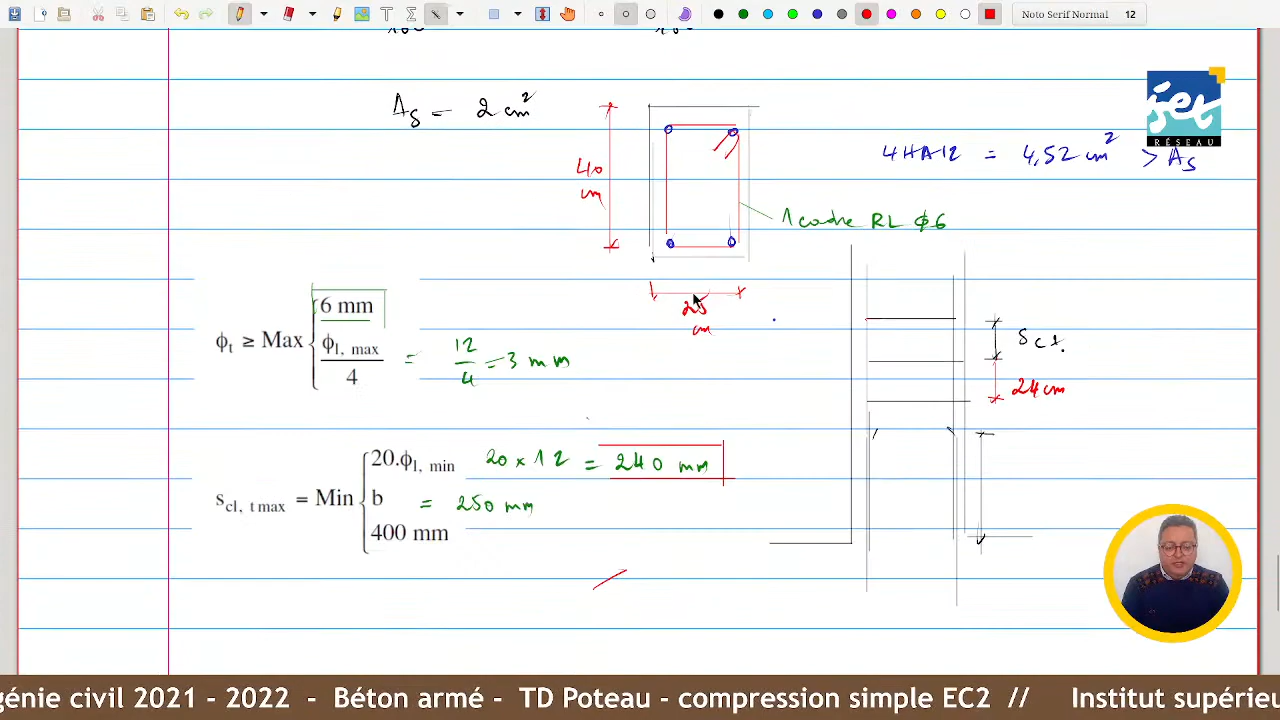 Noto Serif Normal 12
iset
RÉSEAU
As = 2 cm²
4HA12 = 4,52 cm² > As
40
cm
1 cadre RL ϕ6
25
cm
ϕt ≥ Max { 6 mm
ϕl, max / 4 = 12/4 = 3 mm
Sct.
24 cm
scl, tmax = Min { 20.ϕl, min 20 × 12 = 240 mm
b = 250 mm
400 mm
génie civil 2021 - 2022 - Béton armé - TD Poteau - compression simple EC2 // Institut supérieu